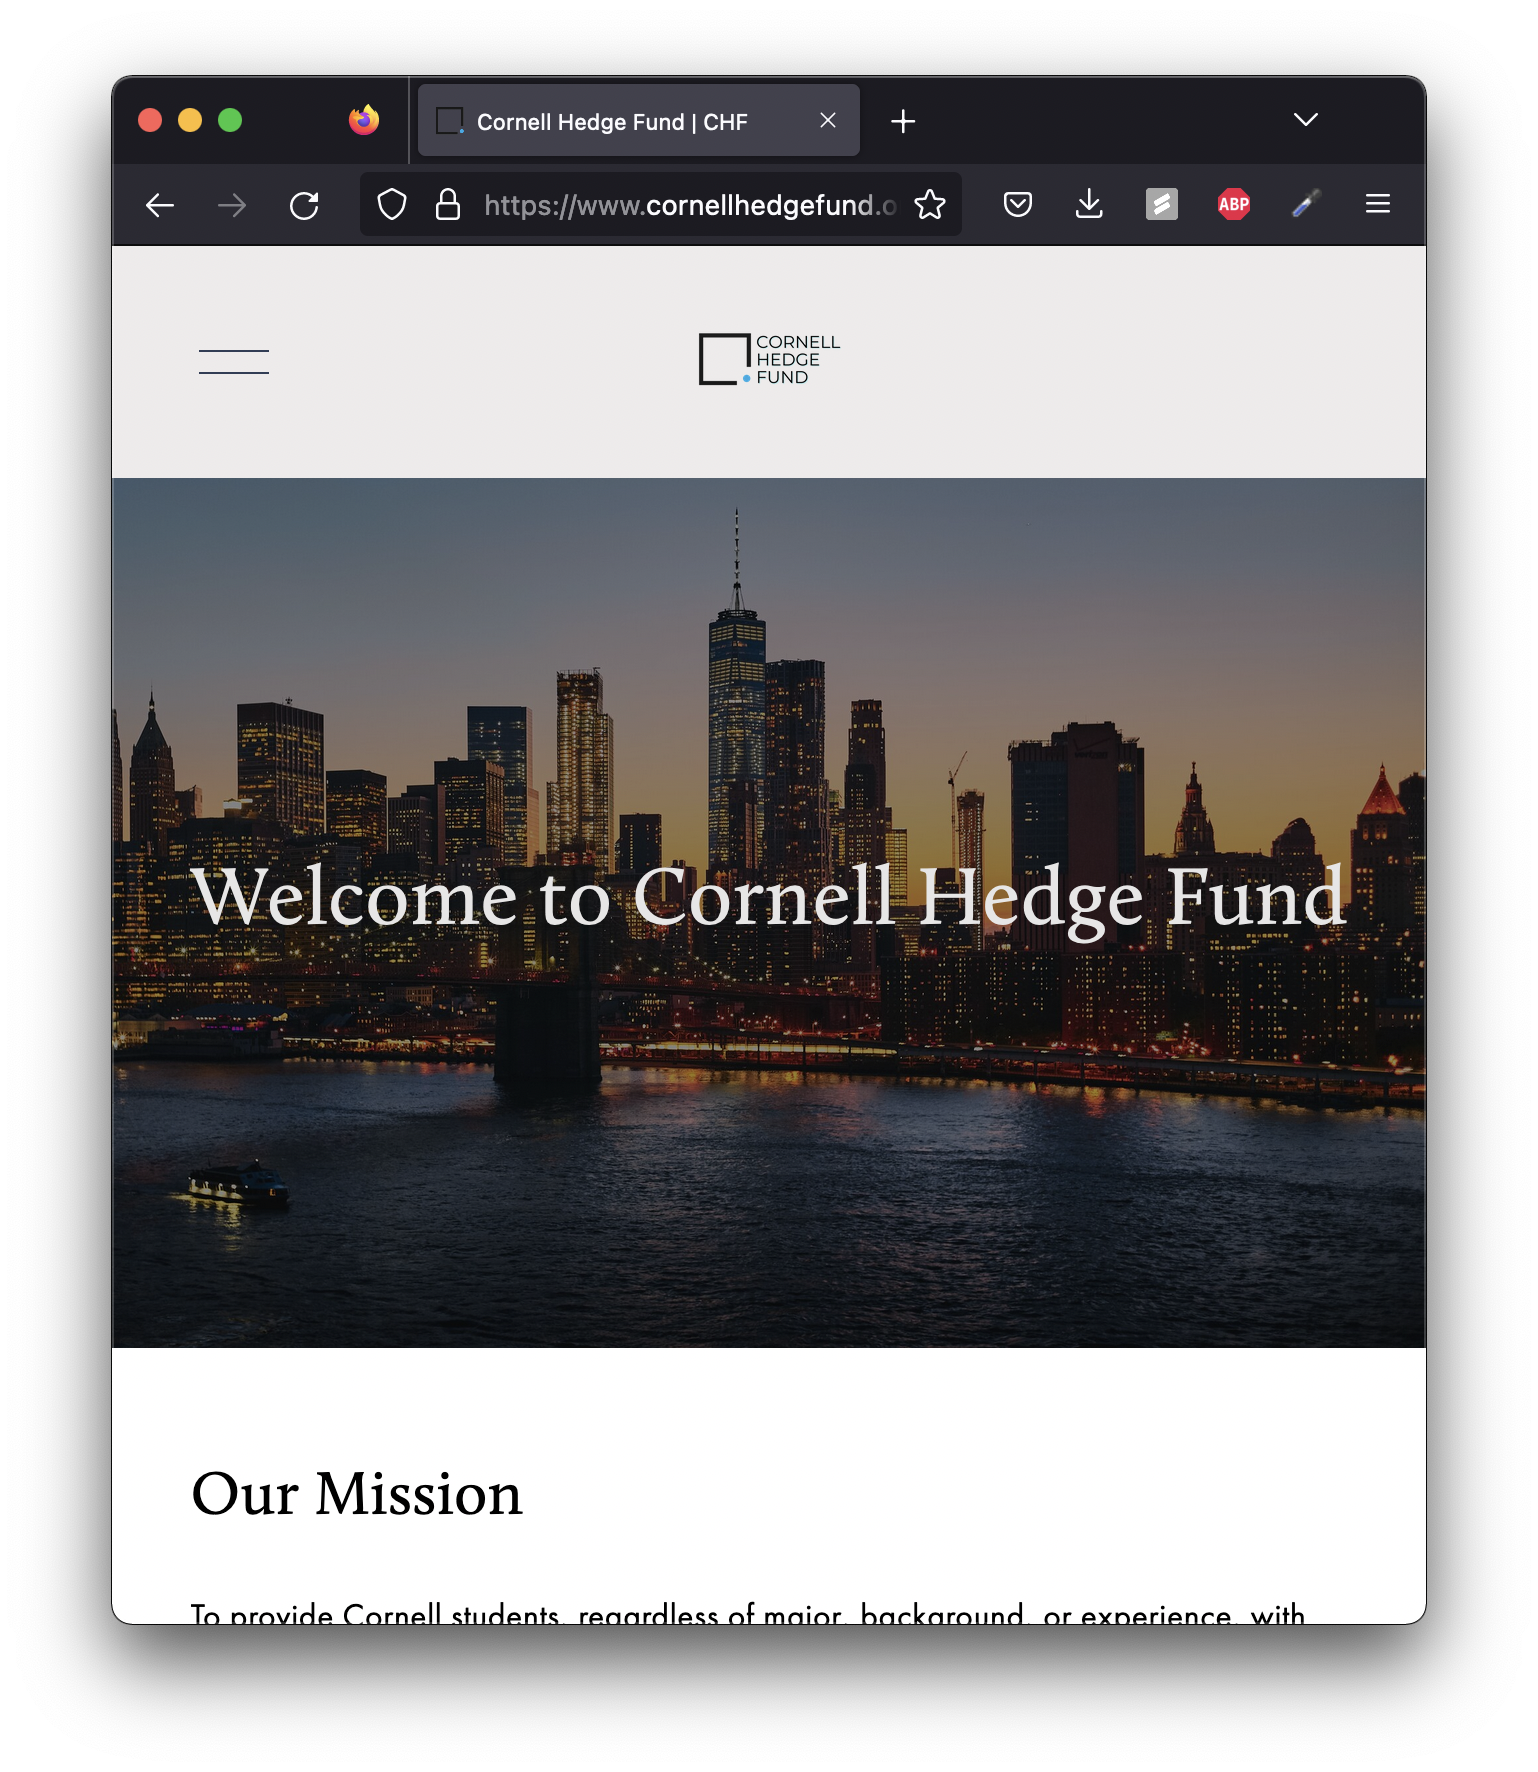 Cornell Hedge Fund | CHF
https://www.cornellhedgefund.o
ABP
CORNELL
HEDGE
FUND
Welcome to Cornell Hedge Fund
Our Mission
To provide Cornell students, regardless of major, background, or experience, with